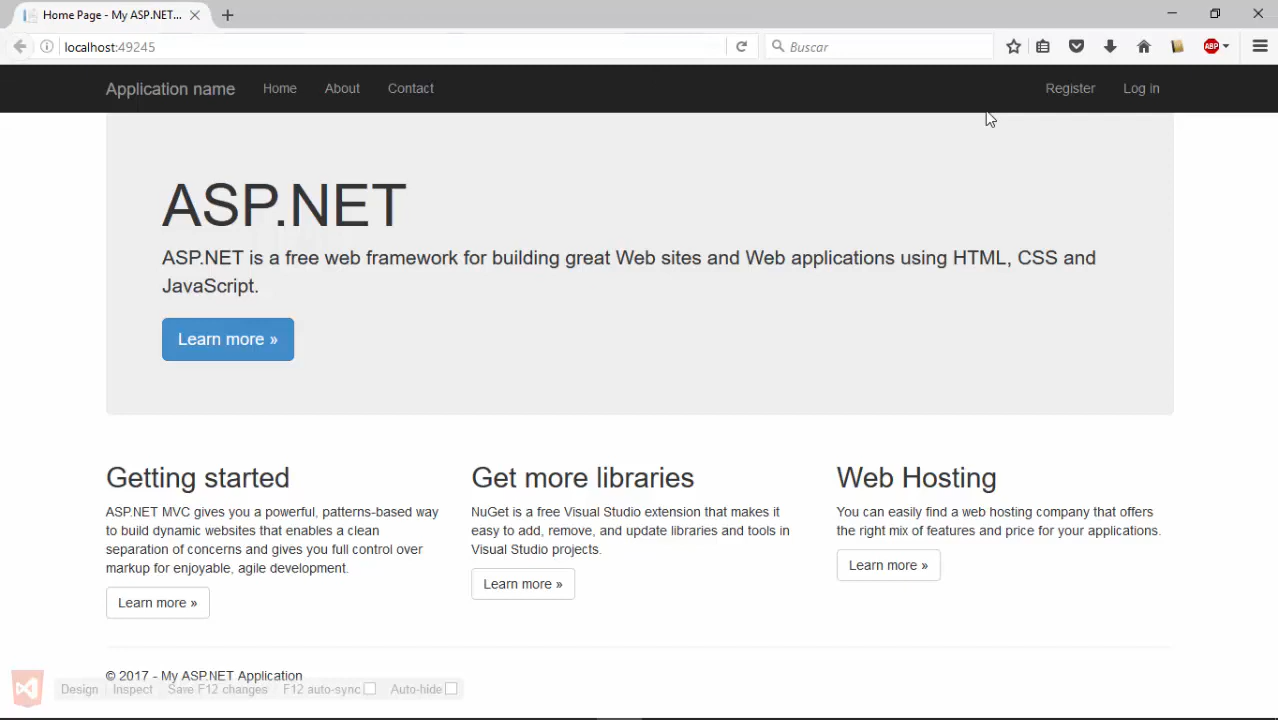 Home Page - My ASP.NET...
localhost:49245
Buscar
ABP
Application name Home About Contact Register Log in
ASP.NET
ASP.NET is a free web framework for building great Web sites and Web applications using HTML, CSS and
JavaScript.
Learn more »
Getting started
ASP.NET MVC gives you a powerful, patterns-based way
to build dynamic websites that enables a clean
separation of concerns and gives you full control over
markup for enjoyable, agile development.
Learn more »
Get more libraries
NuGet is a free Visual Studio extension that makes it
easy to add, remove, and update libraries and tools in
Visual Studio projects.
Learn more »
Web Hosting
You can easily find a web hosting company that offers
the right mix of features and price for your applications.
Learn more »
© 2017 - My ASP.NET Application
Design Inspect Save F12 changes F12 auto-sync Auto-hide